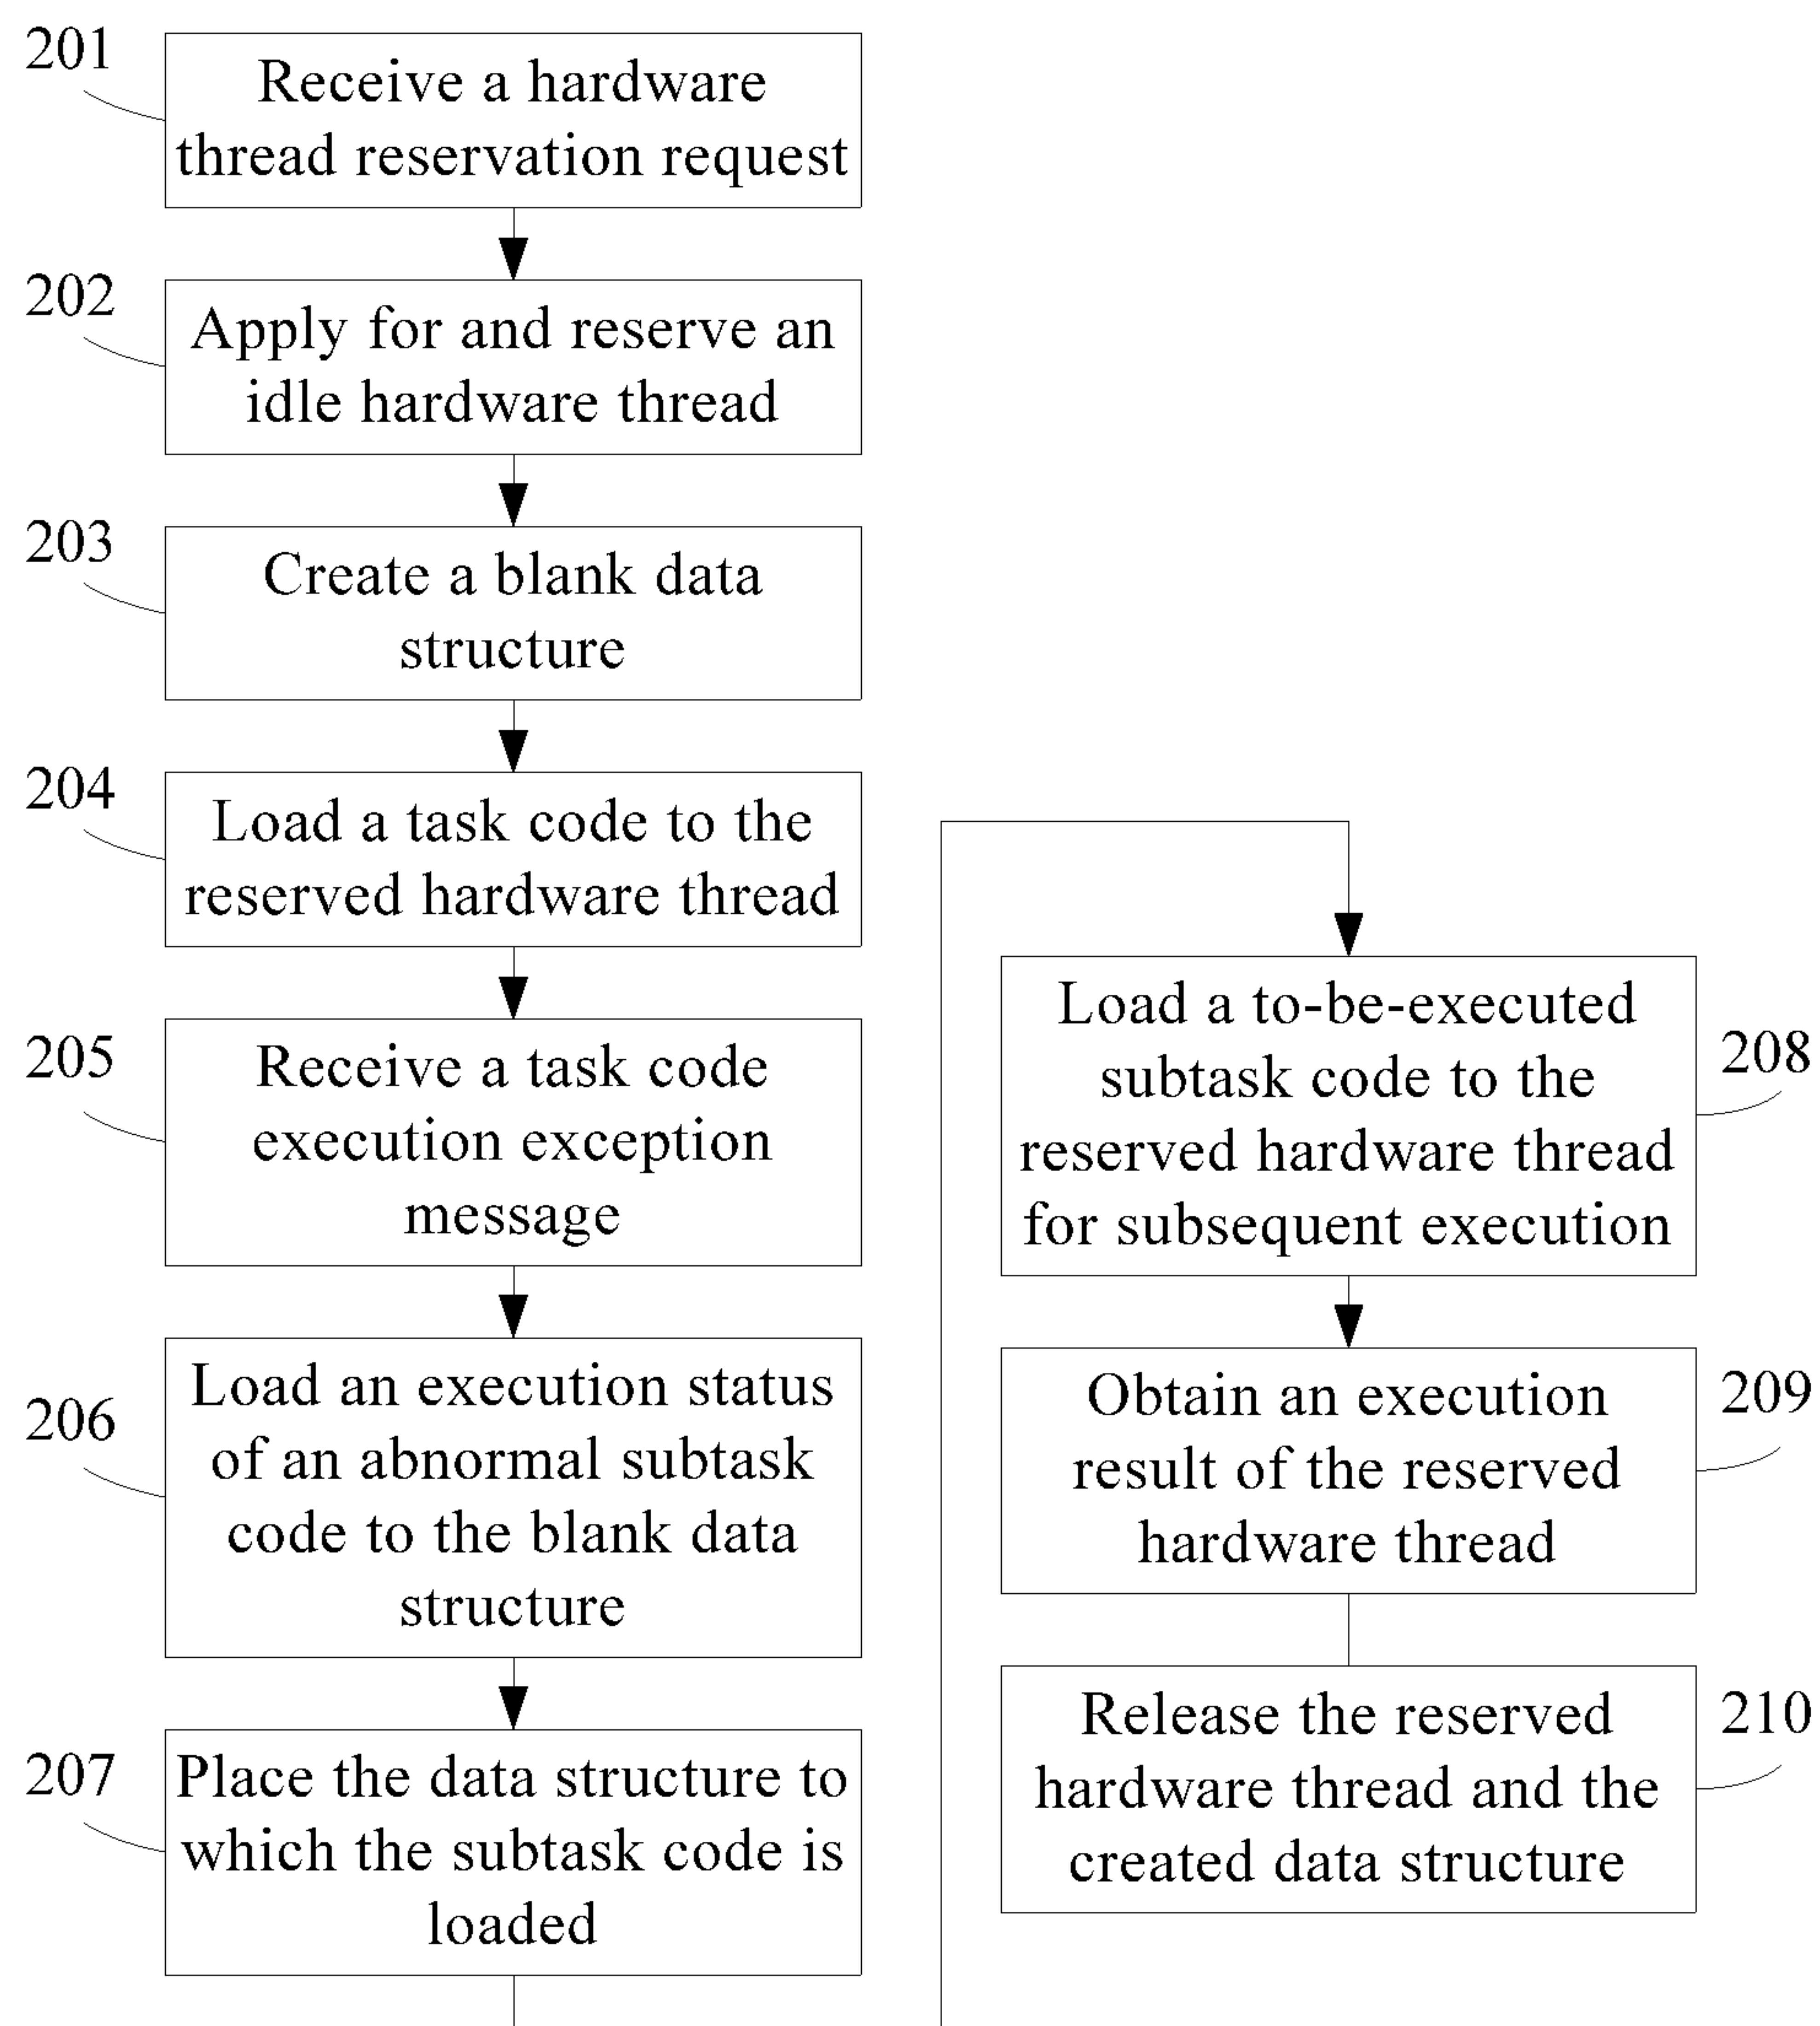 201
Receive a hardware
thread reservation request
202
Apply for and reserve an
idle hardware thread
203
Create a blank data
structure
204
Load a task code to the
reserved hardware thread
205
Receive a task code
execution exception
message
206
Load an execution status
of an abnormal subtask
code to the blank data
structure
207
Place the data structure to
which the subtask code is
loaded
Load a to-be-executed
subtask code to the
reserved hardware thread
for subsequent execution
208
Obtain an execution
result of the reserved
hardware thread
209
Release the reserved
hardware thread and the
created data structure
210